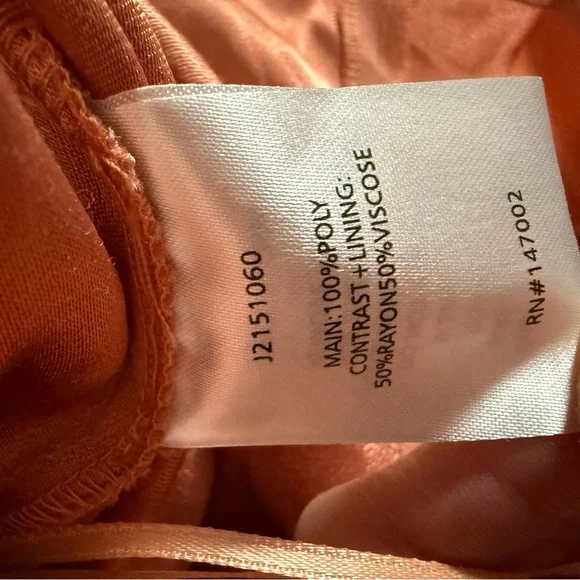 J2151060
MAIN:100%POLY
CONTRAST+LINING:
50%RAYON50%VISCOSE
RN#147002